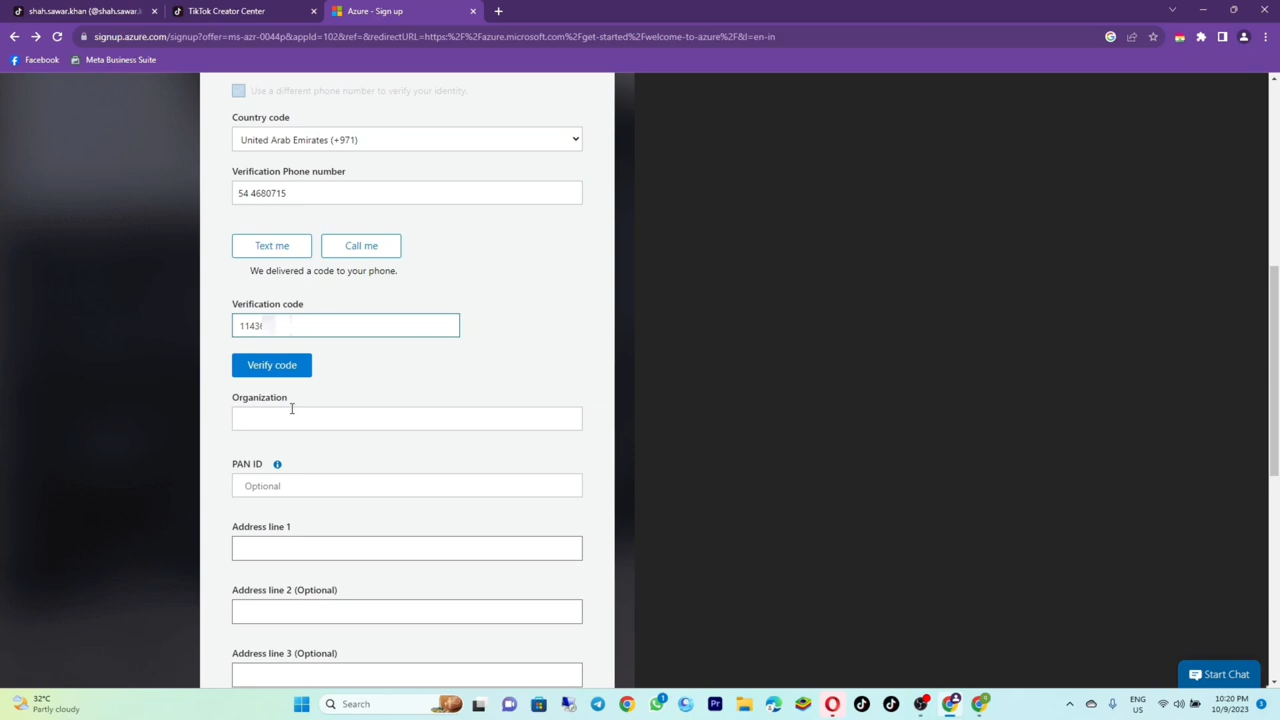 shah.sawar.khan (@shah.sawar.k
TikTok Creator Center
Azure - Sign up
signup.azure.com/signup?offer=ms-azr-0044p&appId=102&ref=&redirectURL=https:%2F%2Fazure.microsoft.com%2Fget-started%2Fwelcome-to-azure%2F&l=en-in
Facebook
Meta Business Suite
Use a different phone number to verify your identity.
Country code
United Arab Emirates (+971)
Verification Phone number
54 4680715
Text me
Call me
We delivered a code to your phone.
Verification code
1143
Verify code
Organization
PAN ID
Optional
Address line 1
Address line 2 (Optional)
Address line 3 (Optional)
Start Chat
32°C
Partly cloudy
Search
1
ENG
US
10:20 PM
10/9/2023